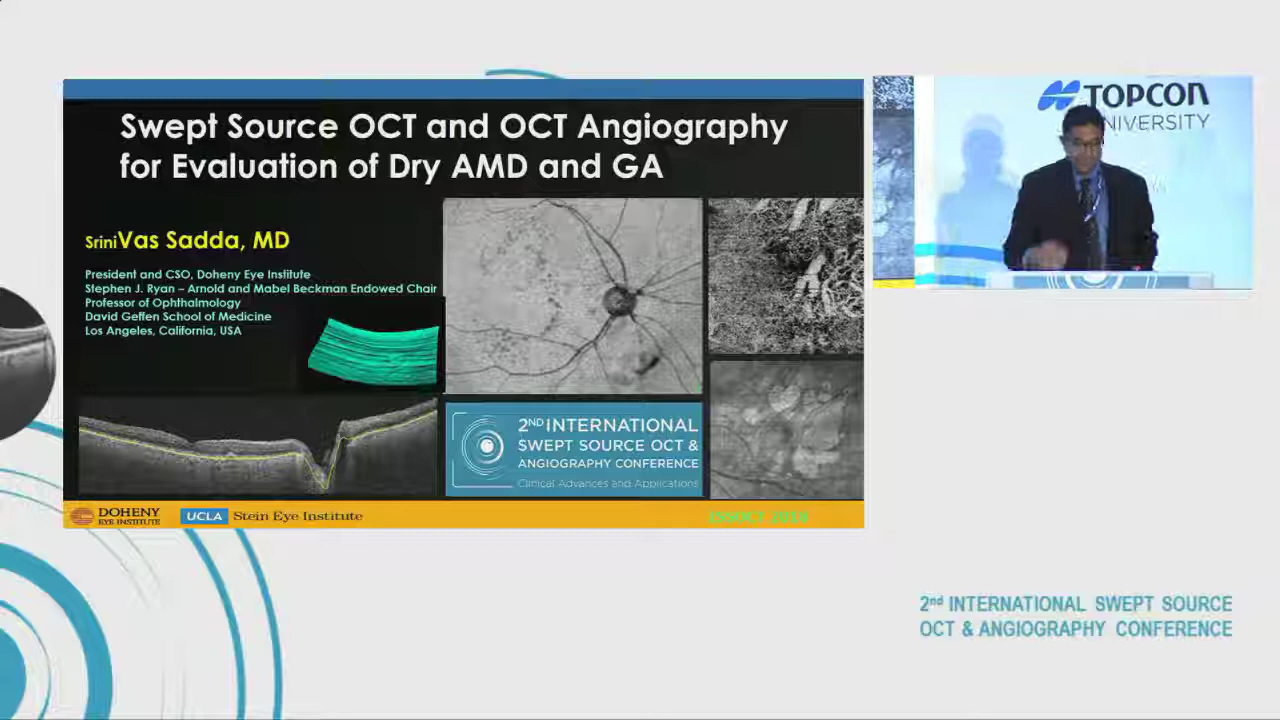 Swept Source OCT and OCT Angiography
for Evaluation of Dry AMD and GA
SriniVas Sadda, MD
President and CSO, Doheny Eye Institute
Stephen J. Ryan – Arnold and Mabel Beckman Endowed Chair
Professor of Ophthalmology
David Geffen School of Medicine
Los Angeles, California, USA
2ND INTERNATIONAL
SWEPT SOURCE OCT &
ANGIOGRAPHY CONFERENCE
Clinical Advances and Applications
DOHENY
EYE INSTITUTE
UCLA Stein Eye Institute
ISSOCT 2016
TOPCON
UNIVERSITY
2nd INTERNATIONAL SWEPT SOURCE
OCT & ANGIOGRAPHY CONFERENCE